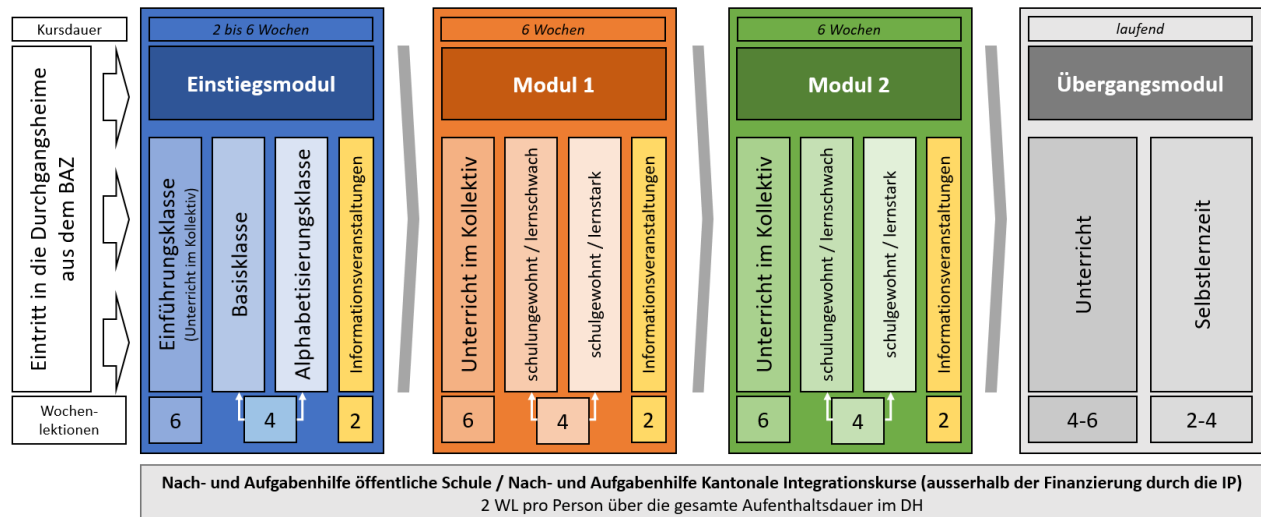 Kursdauer
Eintritt in die Durchgangsheime
aus dem BAZ
Wochen-
lektionen
2 bis 6 Wochen
Einstiegsmodul
Einführungsklasse
(Unterricht im Kollektiv)
Basisklasse
Alphabetisierungsklasse
Informationsveranstaltungen
6
4
2
6 Wochen
Modul 1
Unterricht im Kollektiv
schulungewohnt / lernschwach
schulgewohnt / lernstark
Informationsveranstaltungen
6
4
2
6 Wochen
Modul 2
Unterricht im Kollektiv
schulungewohnt / lernschwach
schulgewohnt / lernstark
Informationsveranstaltungen
6
4
2
laufend
Übergangsmodul
Unterricht
Selbstlernzeit
4-6
2-4
Nach- und Aufgabenhilfe öffentliche Schule / Nach- und Aufgabenhilfe Kantonale Integrationskurse (ausserhalb der Finanzierung durch die IP)
2 WL pro Person über die gesamte Aufenthaltsdauer im DH